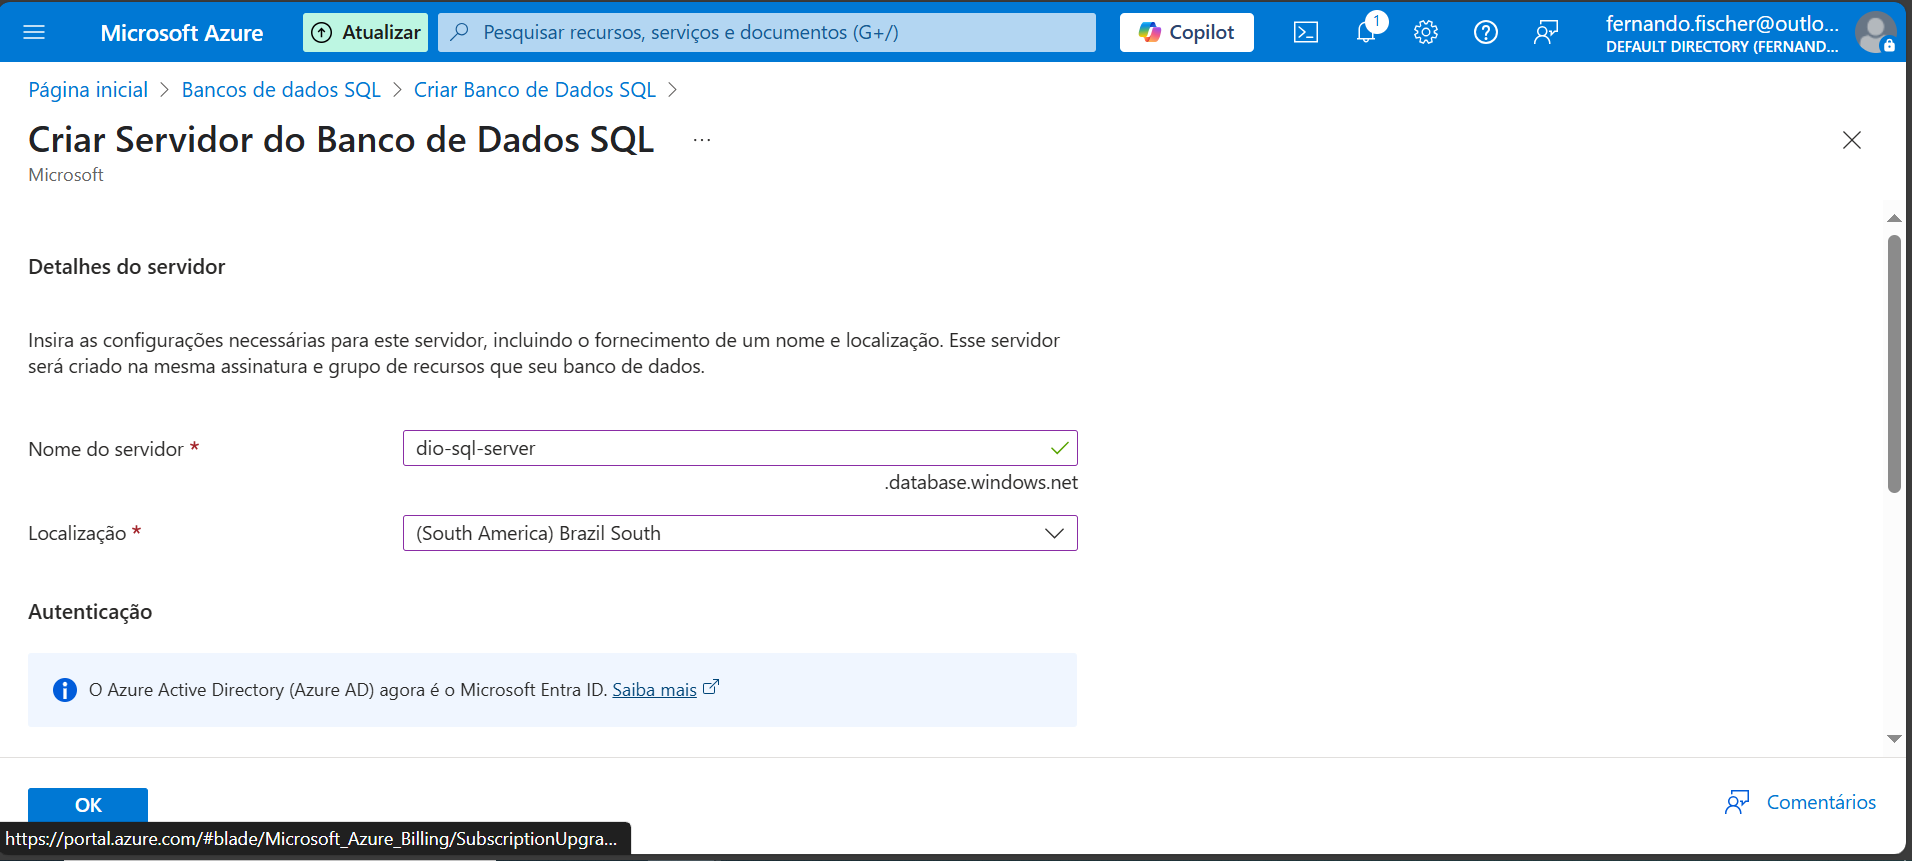 Microsoft Azure
Atualizar
Pesquisar recursos, serviços e documentos (G+/)
Copilot
1
fernando.fischer@outlo...
DEFAULT DIRECTORY (FERNAND...
Página inicial > Bancos de dados SQL > Criar Banco de Dados SQL >
Criar Servidor do Banco de Dados SQL ...
Microsoft
Detalhes do servidor
Insira as configurações necessárias para este servidor, incluindo o fornecimento de um nome e localização. Esse servidor
será criado na mesma assinatura e grupo de recursos que seu banco de dados.
Nome do servidor *
dio-sql-server
.database.windows.net
Localização *
(South America) Brazil South
Autenticação
O Azure Active Directory (Azure AD) agora é o Microsoft Entra ID. Saiba mais
OK
Comentários
https://portal.azure.com/#blade/Microsoft_Azure_Billing/SubscriptionUpgra...